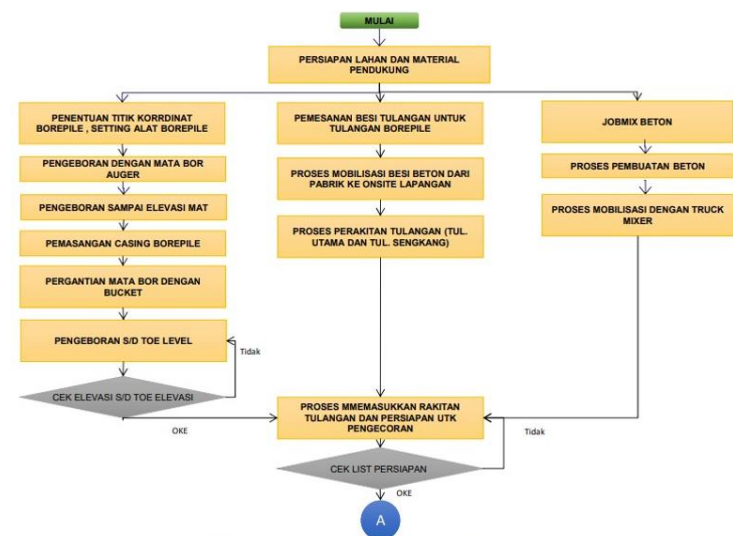 MULAI
PERSIAPAN LAHAN DAN MATERIAL
PENDUKUNG
PENENTUAN TITIK KORRDINAT
BOREPILE , SETTING ALAT BOREPILE
PENGEBORAN DENGAN MATA BOR
AUGER
PENGEBORAN SAMPAI ELEVASI MAT
PEMASANGAN CASING BOREPILE
PERGANTIAN MATA BOR DENGAN
BUCKET
PENGEBORAN S/D TOE LEVEL
Tidak
CEK ELEVASI S/D TOE ELEVASI
OKE
PEMESANAN BESI TULANGAN UNTUK
TULANGAN BOREPILE
PROSES MOBILISASI BESI BETON DARI
PABRIK KE ONSITE LAPANGAN
PROSES PERAKITAN TULANGAN (TUL.
UTAMA DAN TUL. SENGKANG)
JOBMIX BETON
PROSES PEMBUATAN BETON
PROSES MOBILISASI DENGAN TRUCK
MIXER
PROSES MMEMASUKKAN RAKITAN
TULANGAN DAN PERSIAPAN UTK
PENGECORAN
Tidak
CEK LIST PERSIAPAN
OKE
A